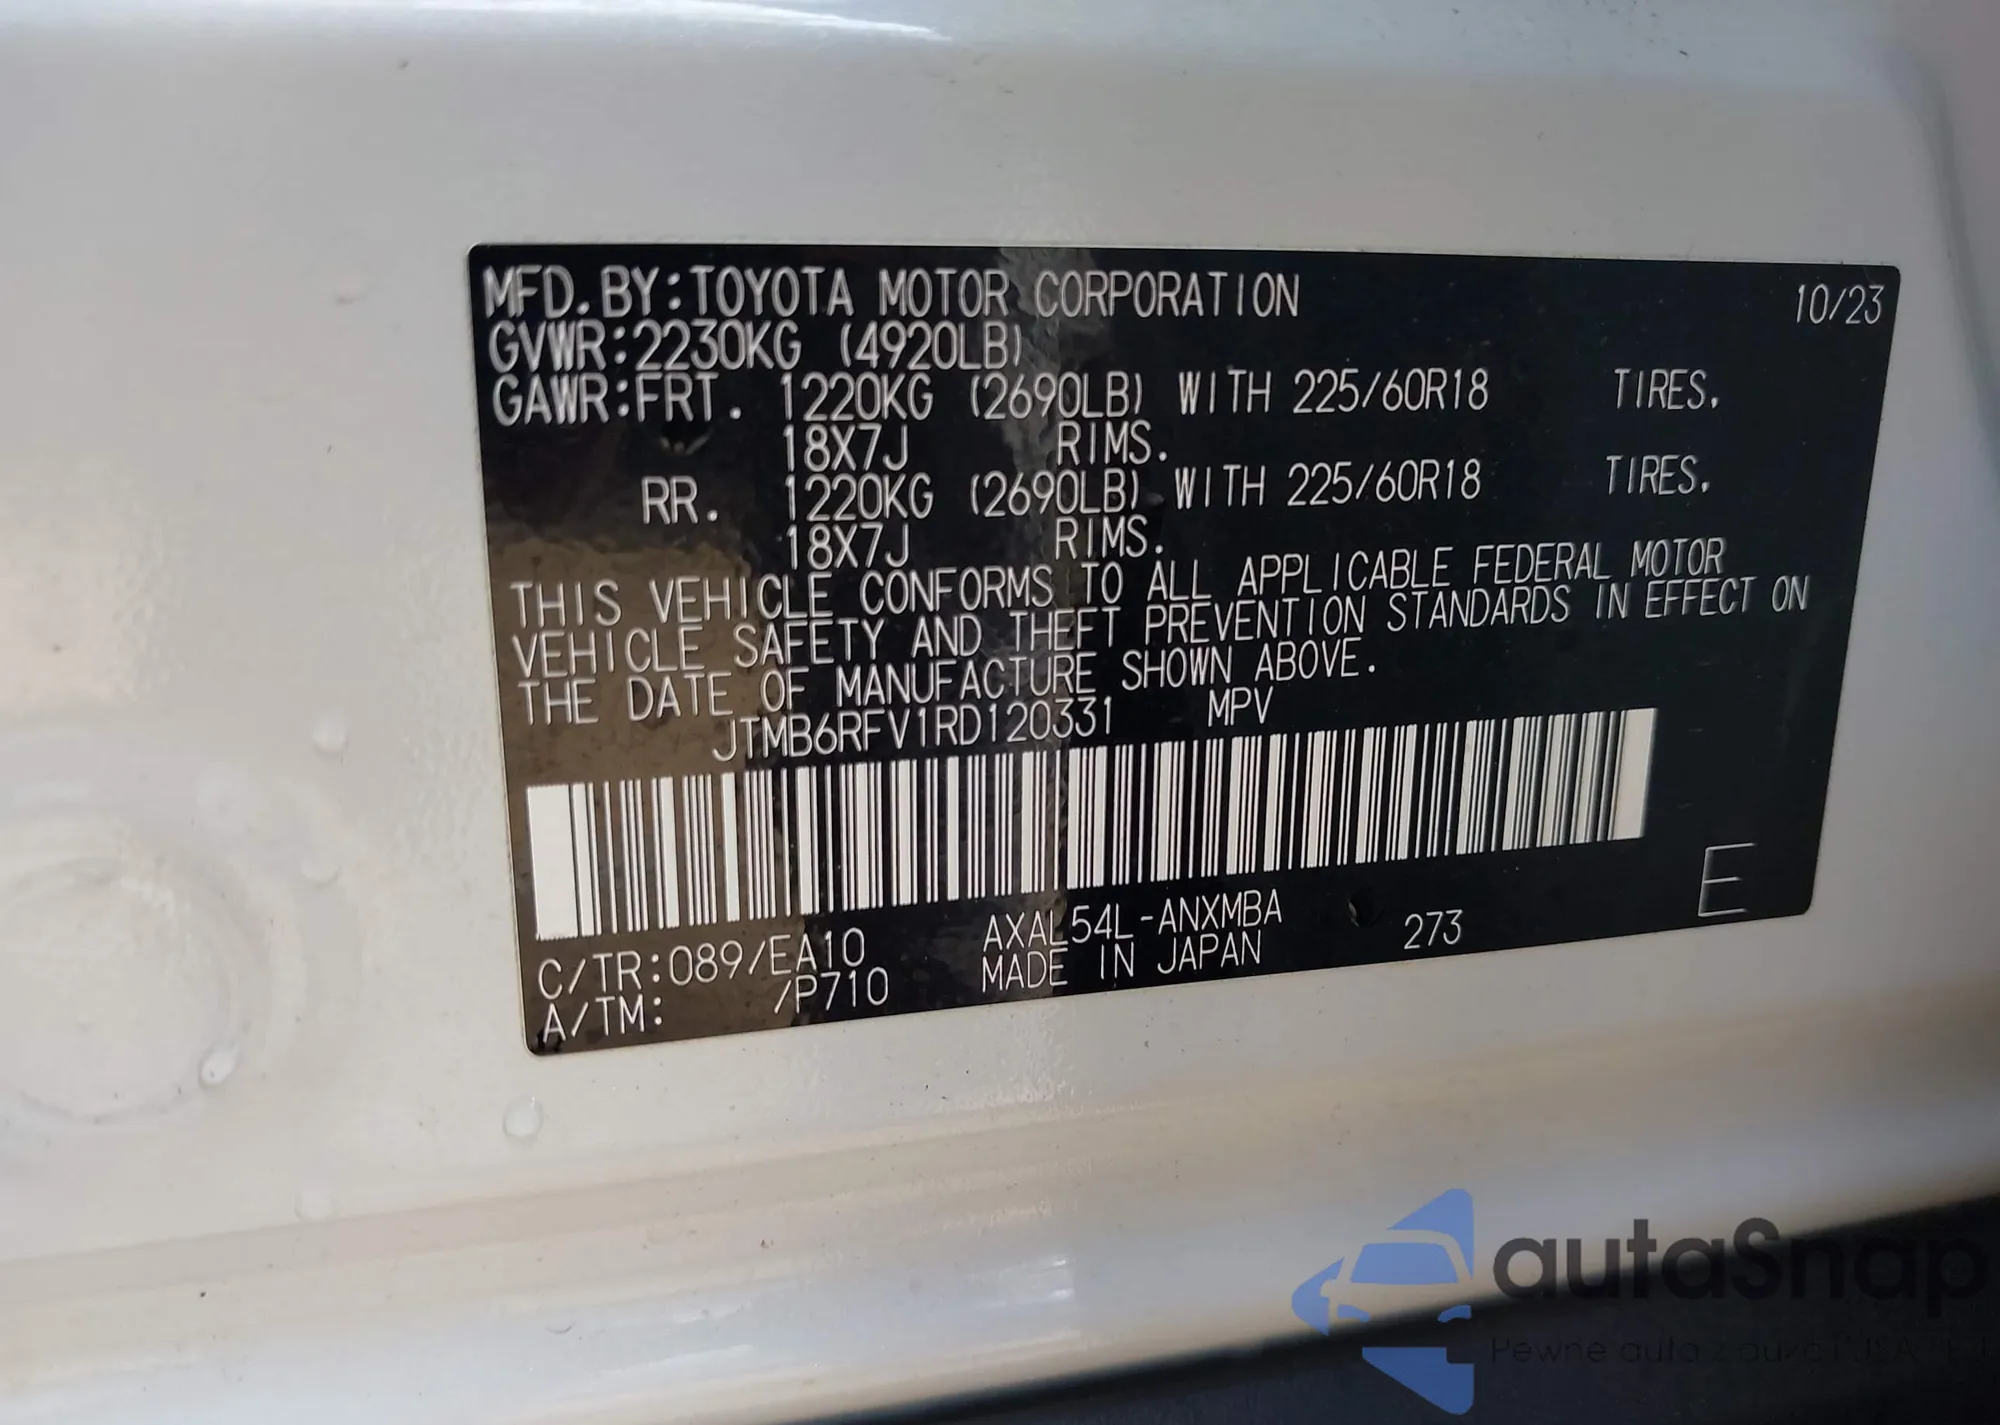 MFD.BY:TOYOTA MOTOR CORPORATION 10/23
GVWR:2230KG (4920LB)
GAWR:FRT. 1220KG (2690LB) WITH 225/60R18 TIRES.
18X7J RIMS.
RR. 1220KG (2690LB) WITH 225/60R18 TIRES.
18X7J RIMS.
THIS VEHICLE CONFORMS TO ALL APPLICABLE FEDERAL MOTOR
VEHICLE SAFETY AND THEFT PREVENTION STANDARDS IN EFFECT ON
THE DATE OF MANUFACTURE SHOWN ABOVE.
JTMB6RFV1RD120331 MPV
C/TR:089/EA10 AXAL54L-ANXMBA 273 E
A/TM: /P710 MADE IN JAPAN
autaSnap
Pewne auta z